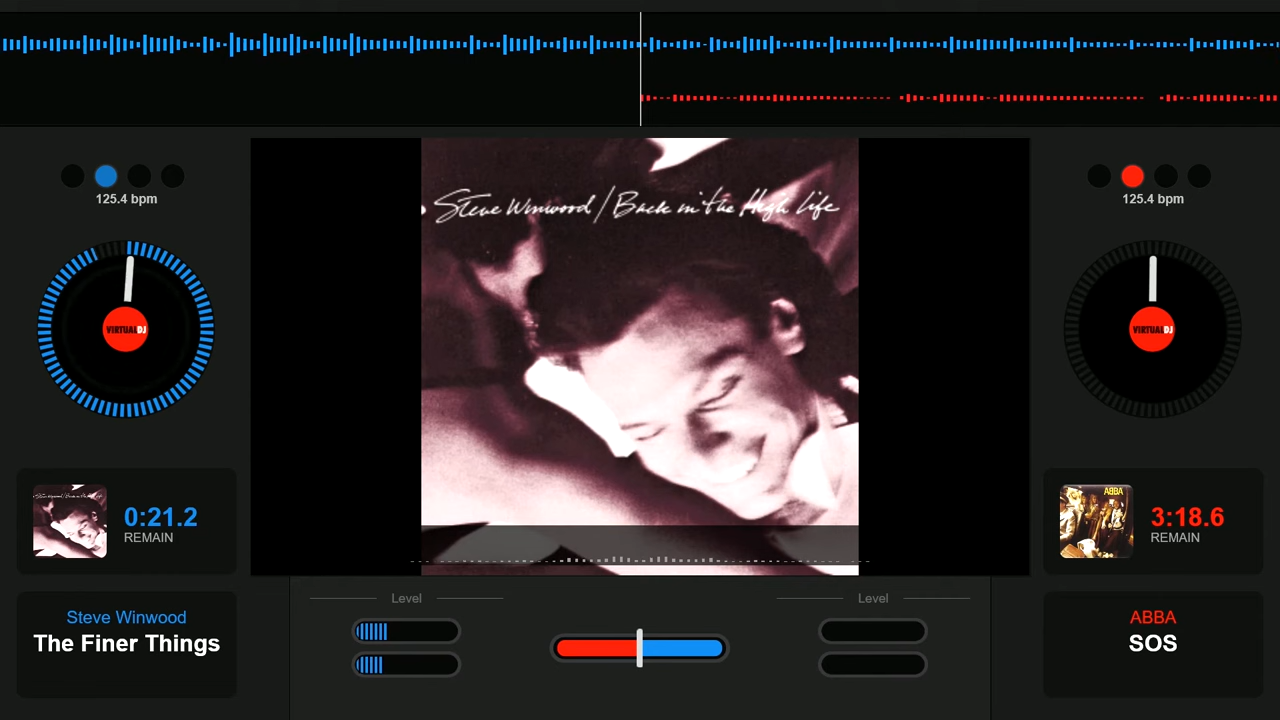 125.4 bpm
125.4 bpm
Steve Winwood/Back in the High Life
VIRTUALDJ
VIRTUALDJ
0:21.2
REMAIN
ABBA
3:18.6
REMAIN
Level
Level
Steve Winwood
The Finer Things
ABBA
SOS